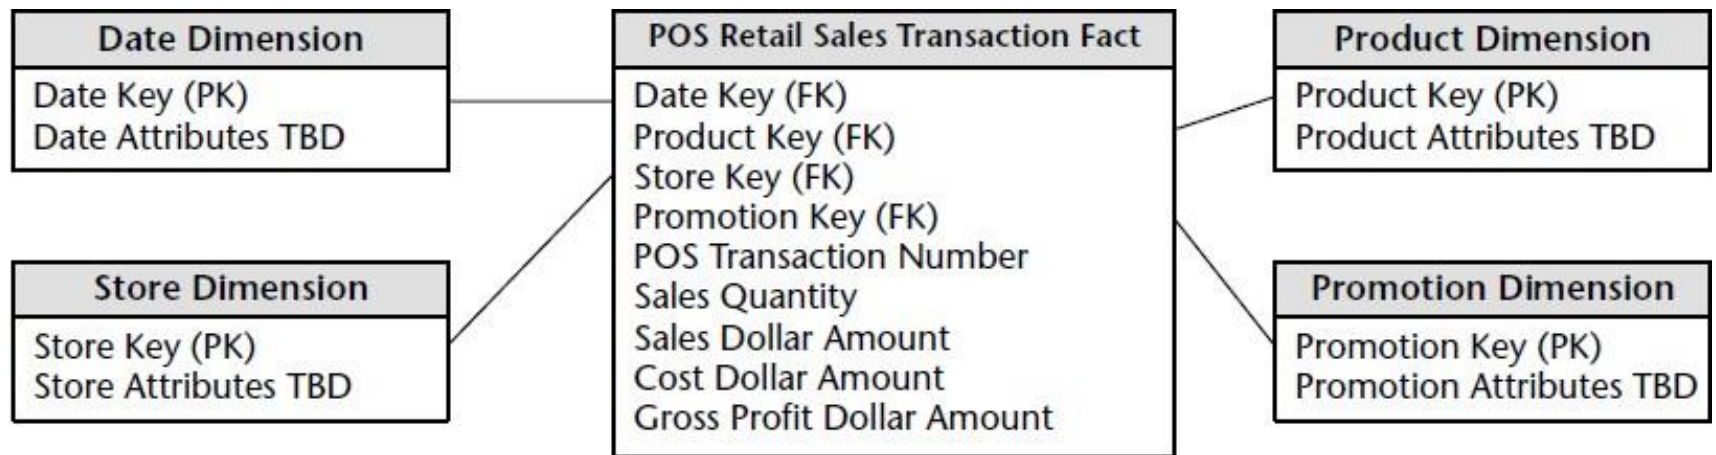 Date Dimension
Date Key (PK)
Date Attributes TBD
Store Dimension
Store Key (PK)
Store Attributes TBD
POS Retail Sales Transaction Fact
Date Key (FK)
Product Key (FK)
Store Key (FK)
Promotion Key (FK)
POS Transaction Number
Sales Quantity
Sales Dollar Amount
Cost Dollar Amount
Gross Profit Dollar Amount
Product Dimension
Product Key (PK)
Product Attributes TBD
Promotion Dimension
Promotion Key (PK)
Promotion Attributes TBD